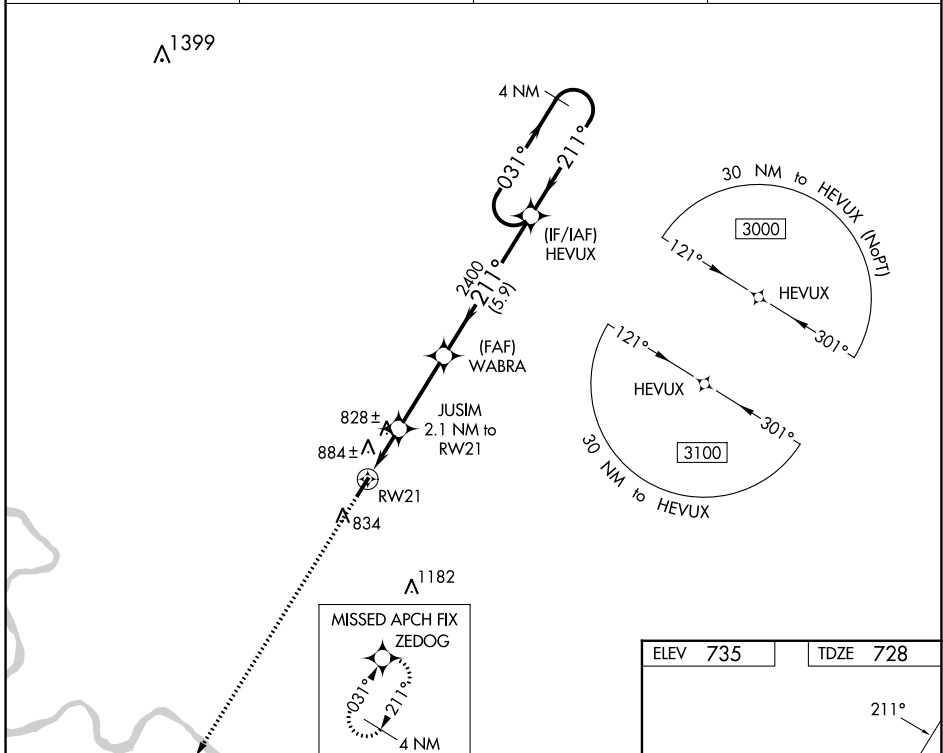 1399
4 NM
031°
211°
(IF/IAF)
HEVUX
2400
211°
(5.9)
(FAF)
WABRA
JUSIM
2.1 NM to
RW21
828±
884±
RW21
834
1182
30 NM to HEVUX (NoPT)
3000
121°
HEVUX
301°
121°
HEVUX
301°
3100
30 NM to HEVUX
MISSED APCH FIX
ZEDOG
031°
211°
4 NM
ELEV 735
TDZE 728
211°